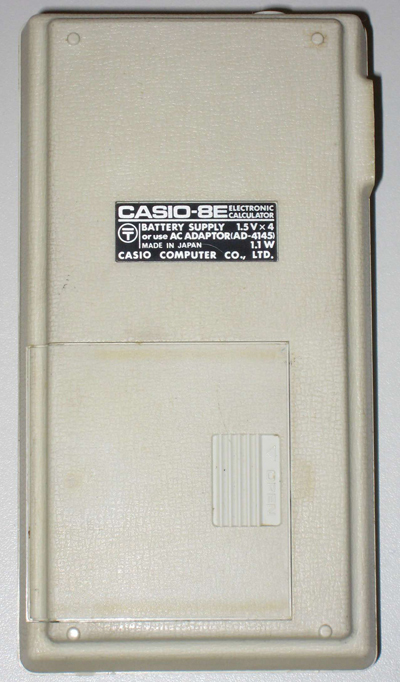 CASIO-8E ELECTRONIC CALCULATOR
〒 BATTERY SUPPLY 1.5V×4
or use AC ADAPTOR(AD-4145)
MADE IN JAPAN 1.1W
CASIO COMPUTER CO., LTD.
OPEN